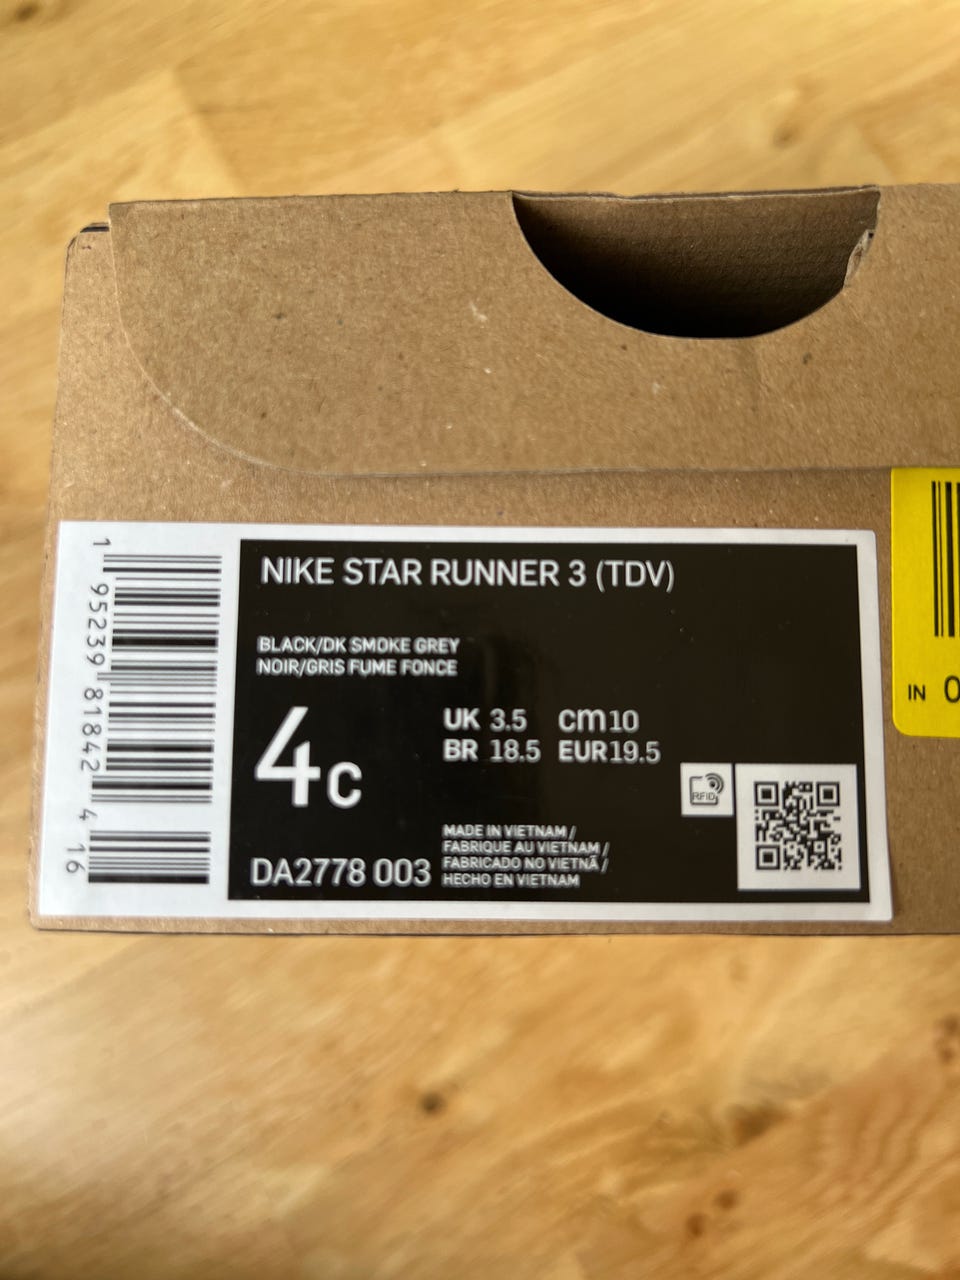 NIKE STAR RUNNER 3 (TDV)
BLACK/DK SMOKE GREY
NOIR/GRIS FUME FONCE
4c
UK 3.5 cm 10
BR 18.5 EUR 19.5
RFID
DA2778 003
MADE IN VIETNAM /
FABRIQUE AU VIETNAM /
FABRICADO NO VIETNÃ /
HECHO EN VIETNAM
1 95239 81842 4 16
IN 0